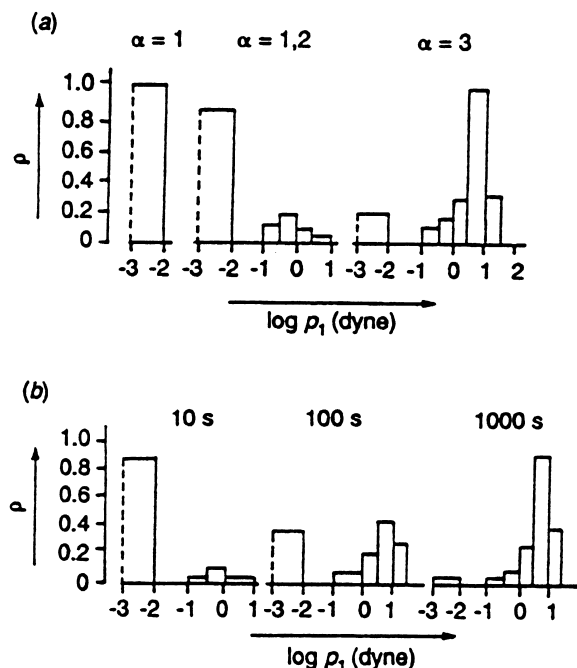 (a)
α = 1 α = 1,2 α = 3
1.0
0.8
0.6
0.4
0.2
0
ρ
-3 -2 -3 -2 -1 0 1 -3 -2 -1 0 1 2
log p₁ (dyne)
(b)
10 s 100 s 1000 s
1.0
0.8
0.6
0.4
0.2
0
ρ
-3 -2 -1 0 1 -3 -2 -1 0 1 -3 -2 -1 0 1
log p₁ (dyne)